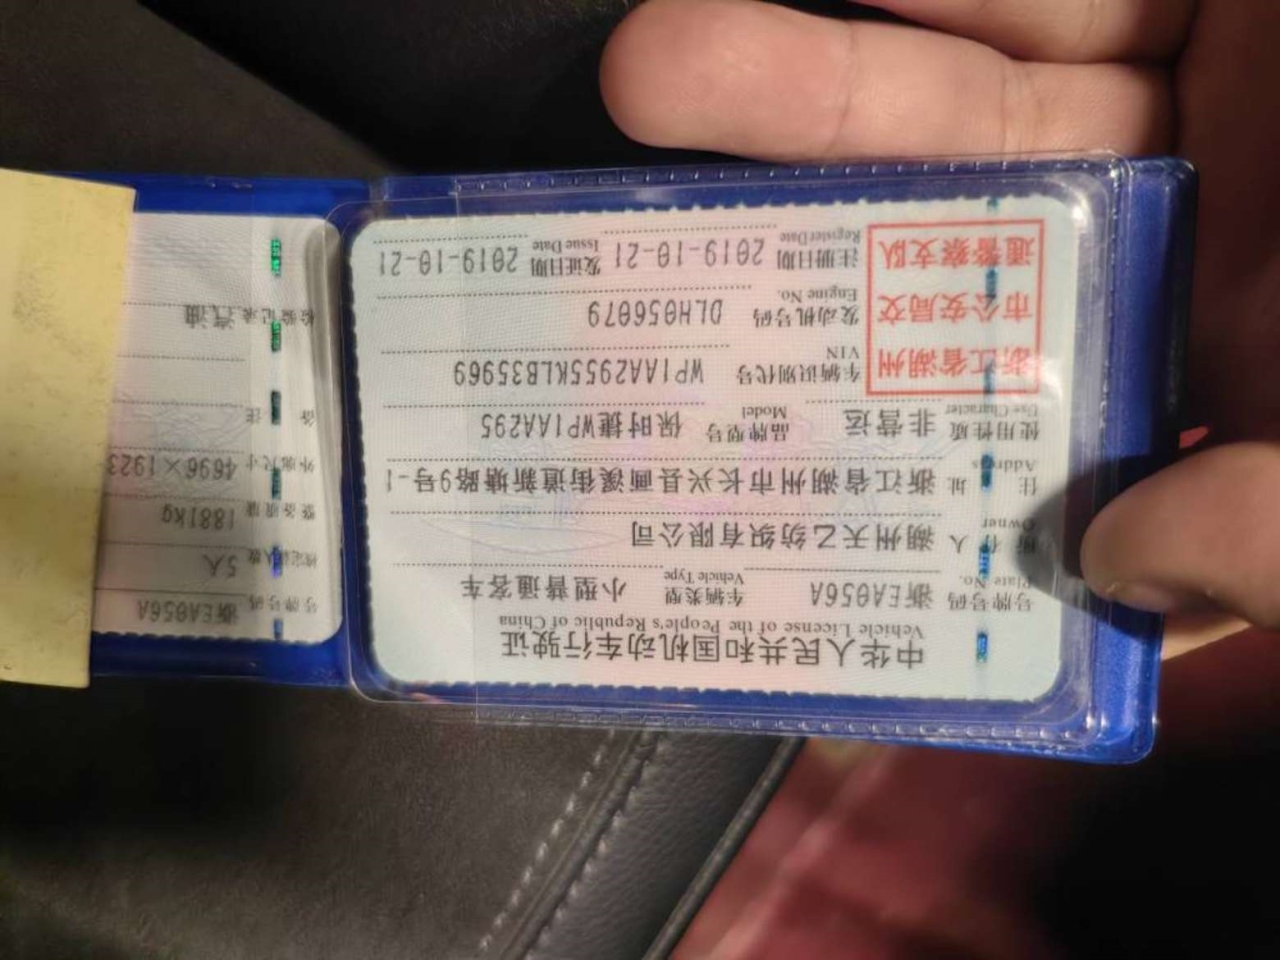 中华人民共和国机动车行驶证
Vehicle License of the People's Republic of China
号牌号码 浙EA056A 车辆类型 小型普通客车
Plate No. Vehicle Type
所有人 湖州天乙纺织有限公司
Owner
住址 浙江省湖州市长兴县画溪街道新塘路9号-1
Address
使用性质 非营运 品牌型号 保时捷WP1AA295
Use Character Model
浙江省湖州
市公安局交
通警察支队
车辆识别代号 WP1AA2955KLB35969
VIN
发动机号码 DLH056079
Engine No.
注册日期 2019-10-21 发证日期 2019-10-21
Register Date Issue Date
号牌号码 浙EA056A
核定载人数 5人
整备质量 1881kg
外廓尺寸 4696×1923
备注
检验记录 汽油